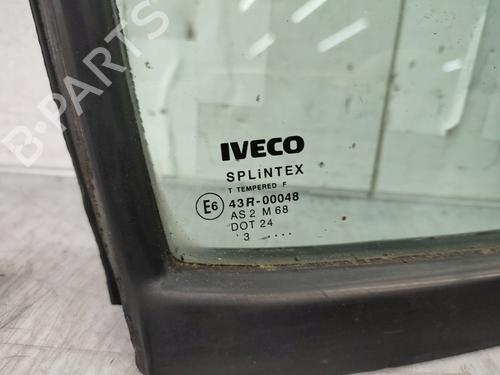 B-PARTS
IVECO
SPLiNTEX
T TEMPERED F
E6 43R-00048
AS 2 M 68
DOT 24
3 ....